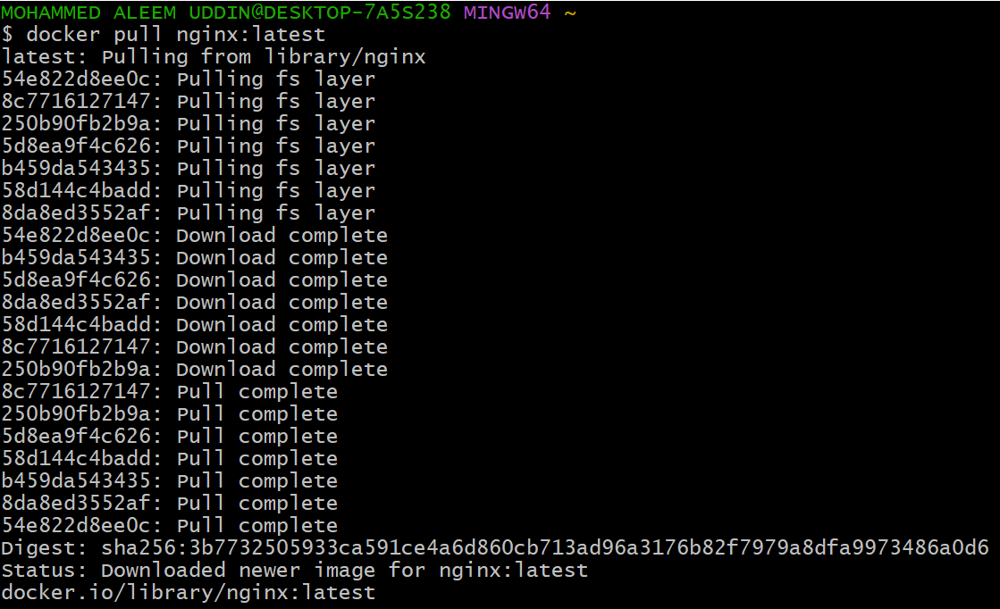 MOHAMMED ALEEM UDDIN@DESKTOP-7A5S238 MINGW64 ~
$ docker pull nginx:latest
latest: Pulling from library/nginx
54e822d8ee0c: Pulling fs layer
8c7716127147: Pulling fs layer
250b90fb2b9a: Pulling fs layer
5d8ea9f4c626: Pulling fs layer
b459da543435: Pulling fs layer
58d144c4badd: Pulling fs layer
8da8ed3552af: Pulling fs layer
54e822d8ee0c: Download complete
b459da543435: Download complete
5d8ea9f4c626: Download complete
8da8ed3552af: Download complete
58d144c4badd: Download complete
8c7716127147: Download complete
250b90fb2b9a: Download complete
8c7716127147: Pull complete
250b90fb2b9a: Pull complete
5d8ea9f4c626: Pull complete
58d144c4badd: Pull complete
b459da543435: Pull complete
8da8ed3552af: Pull complete
54e822d8ee0c: Pull complete
Digest: sha256:3b7732505933ca591ce4a6d860cb713ad96a3176b82f7979a8dfa9973486a0d6
Status: Downloaded newer image for nginx:latest
docker.io/library/nginx:latest